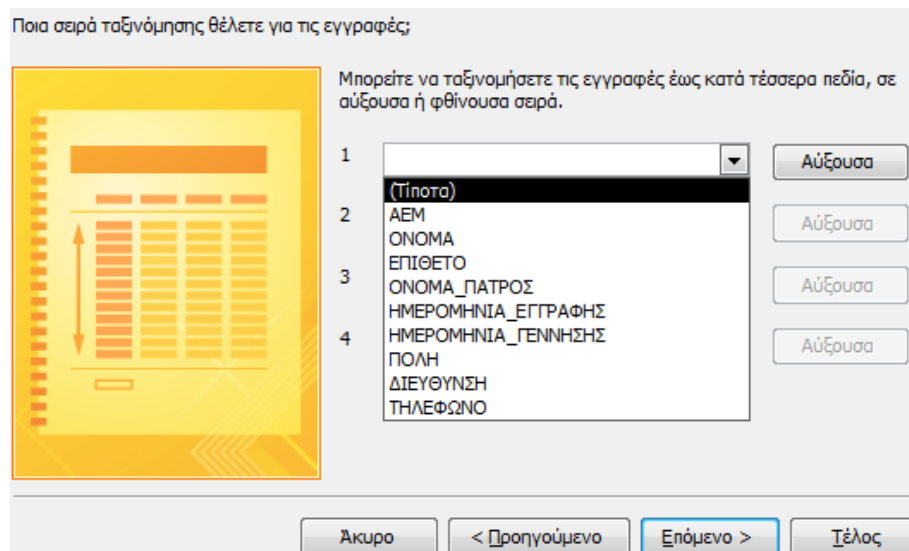 Ποια σειρά ταξινόμησης θέλετε για τις εγγραφές;
Μπορείτε να ταξινομήσετε τις εγγραφές έως κατά τέσσερα πεδία, σε
αύξουσα ή φθίνουσα σειρά.
1 Αύξουσα
(Τίποτα)
2 ΑΕΜ Αύξουσα
ΟΝΟΜΑ
ΕΠΙΘΕΤΟ
3 ΟΝΟΜΑ_ΠΑΤΡΟΣ Αύξουσα
ΗΜΕΡΟΜΗΝΙΑ_ΕΓΓΡΑΦΗΣ
4 ΗΜΕΡΟΜΗΝΙΑ_ΓΕΝΝΗΣΗΣ Αύξουσα
ΠΟΛΗ
ΔΙΕΥΘΥΝΣΗ
ΤΗΛΕΦΩΝΟ
Άκυρο < Προηγούμενο Επόμενο > Τέλος